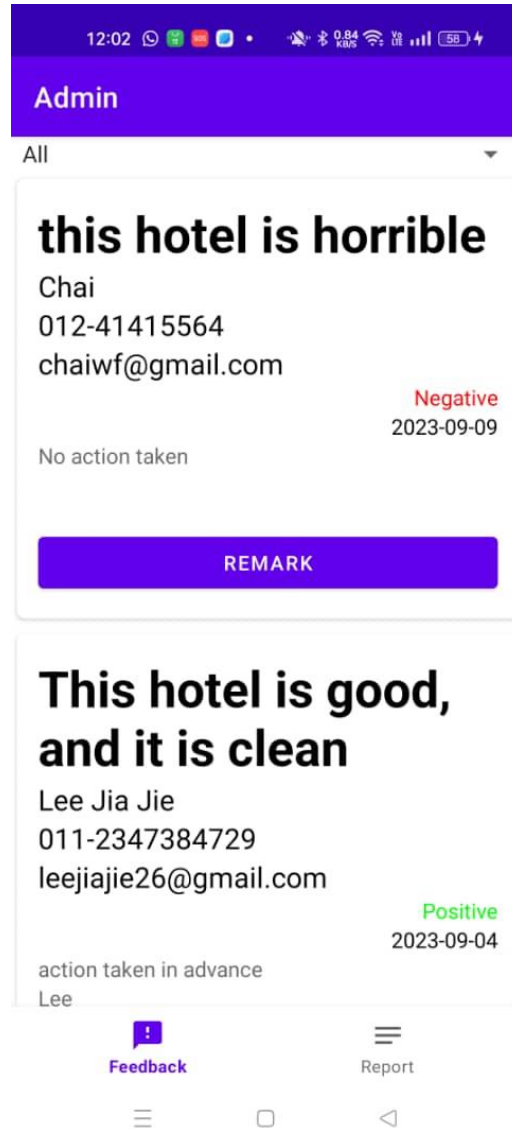 12:02 0.84 KB/S 58
Admin
All
this hotel is horrible
Chai
012-41415564
chaiwf@gmail.com
Negative
2023-09-09
No action taken
REMARK
This hotel is good,
and it is clean
Lee Jia Jie
011-2347384729
leejiajie26@gmail.com
Positive
2023-09-04
action taken in advance
Lee
Feedback Report